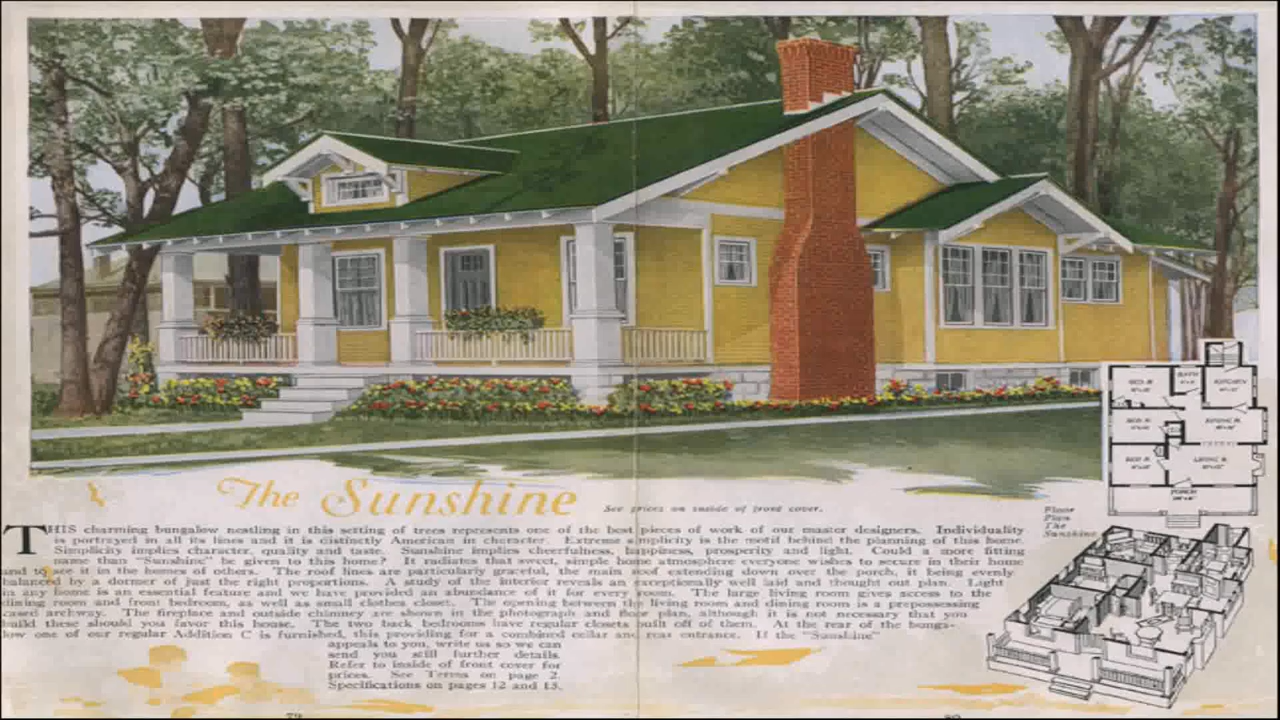 The Sunshine
See prices on inside of front cover.
THIS charming bungalow nestling in this setting of trees represents one of the best pieces of work of our master designers. Individuality
is portrayed in all its lines and it is distinctly American in character. Extreme simplicity is the motif behind the planning of this home.
Simplicity implies character, quality and taste. Sunshine implies cheerfulness, happiness, prosperity and light. Could a more fitting
name than "Sunshine" be given to this home? It radiates that sweet, simple home atmosphere everyone wishes to secure in their home
and to see it in the homes of others. The roof lines are particularly graceful, the main roof extending down over the porch, it being evenly
balanced by a dormer of just the right proportions. A study of the interior reveals an exceptionally well laid and thought out plan. Light
in any home is an essential feature and we have provided an abundance of it for every room. The large living room gives access to the
dining room and front bedroom, as well as small clothes closet. The opening between the living room and dining room is a prepossessing
archway. The fireplace and outside chimney are shown in the photograph and floor plan, although it is not necessary that you
build these should you favor this house. The two back bedrooms have regular closets built off of them. At the rear of the bunga-
low one of our regular Addition C is furnished, this providing for a combined cellar and rear entrance. If the "Sunshine"
appeals to you, write us so we can
send you still further details.
Refer to inside of front cover for
prices. See Terms on page 2.
Specifications on pages 12 and 13.
Floor
Plan
The
Sunshine
BED R.
BATH
KITCHEN
BED R.
DINING R.
BED R.
LIVING R.
PORCH